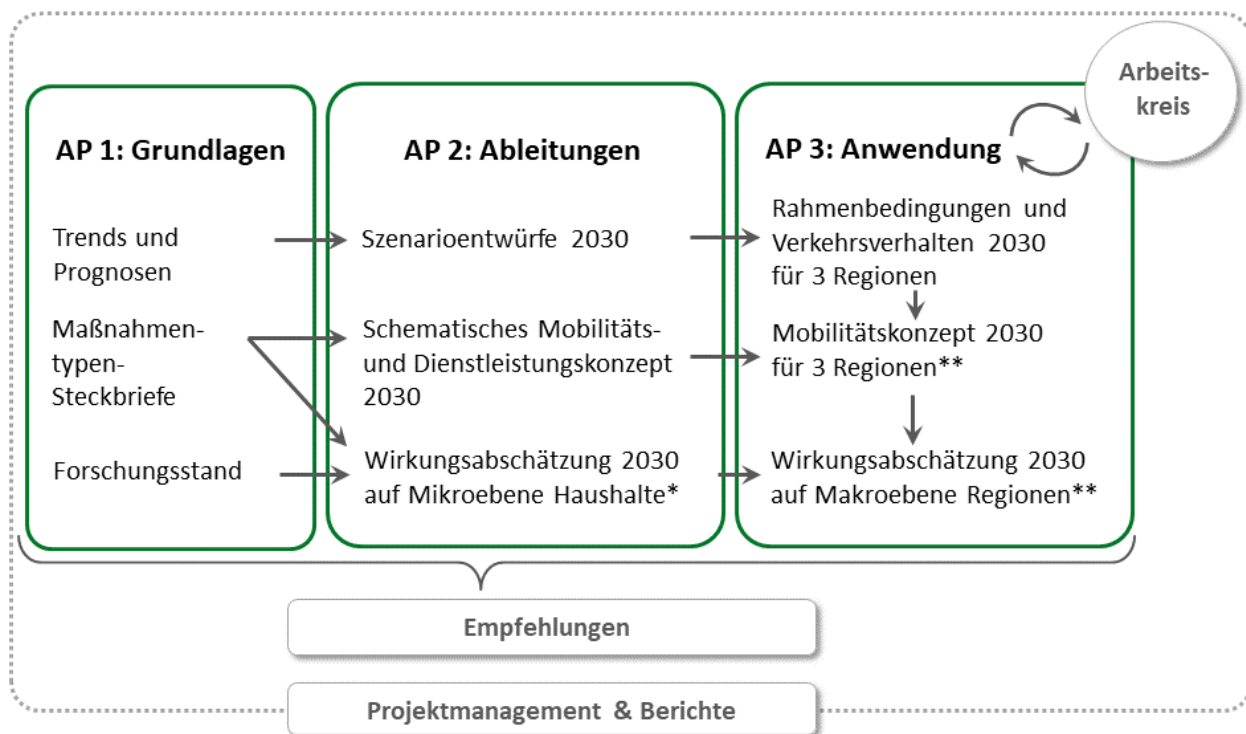 Arbeits-
kreis
AP 1: Grundlagen
Trends und
Prognosen
Maßnahmen-
typen-
Steckbriefe
Forschungsstand
AP 2: Ableitungen
Szenarioentwürfe 2030
Schematisches Mobilitäts-
und Dienstleistungskonzept
2030
Wirkungsabschätzung 2030
auf Mikroebene Haushalte*
AP 3: Anwendung
Rahmenbedingungen und
Verkehrsverhalten 2030
für 3 Regionen
Mobilitätskonzept 2030
für 3 Regionen**
Wirkungsabschätzung 2030
auf Makroebene Regionen**
Empfehlungen
Projektmanagement & Berichte